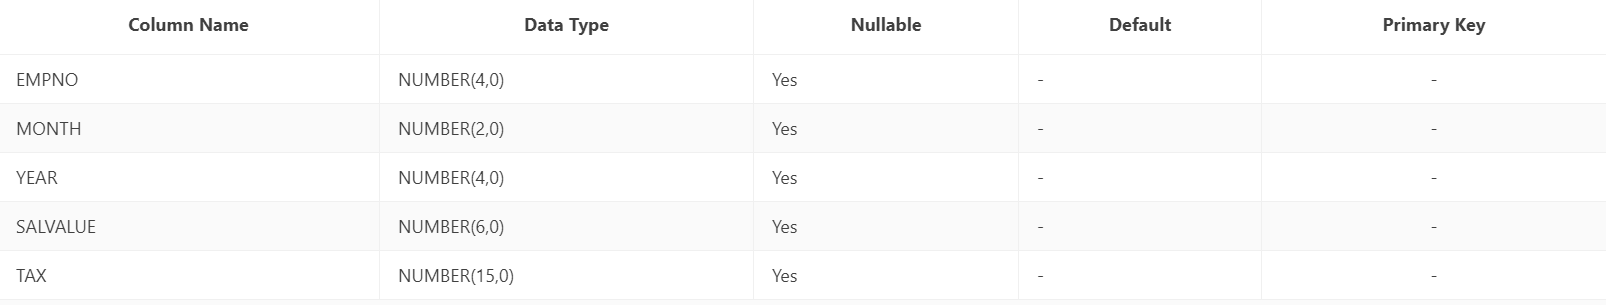 Column Name Data Type Nullable Default Primary Key
EMPNO NUMBER(4,0) Yes - -
MONTH NUMBER(2,0) Yes - -
YEAR NUMBER(4,0) Yes - -
SALVALUE NUMBER(6,0) Yes - -
TAX NUMBER(15,0) Yes - -